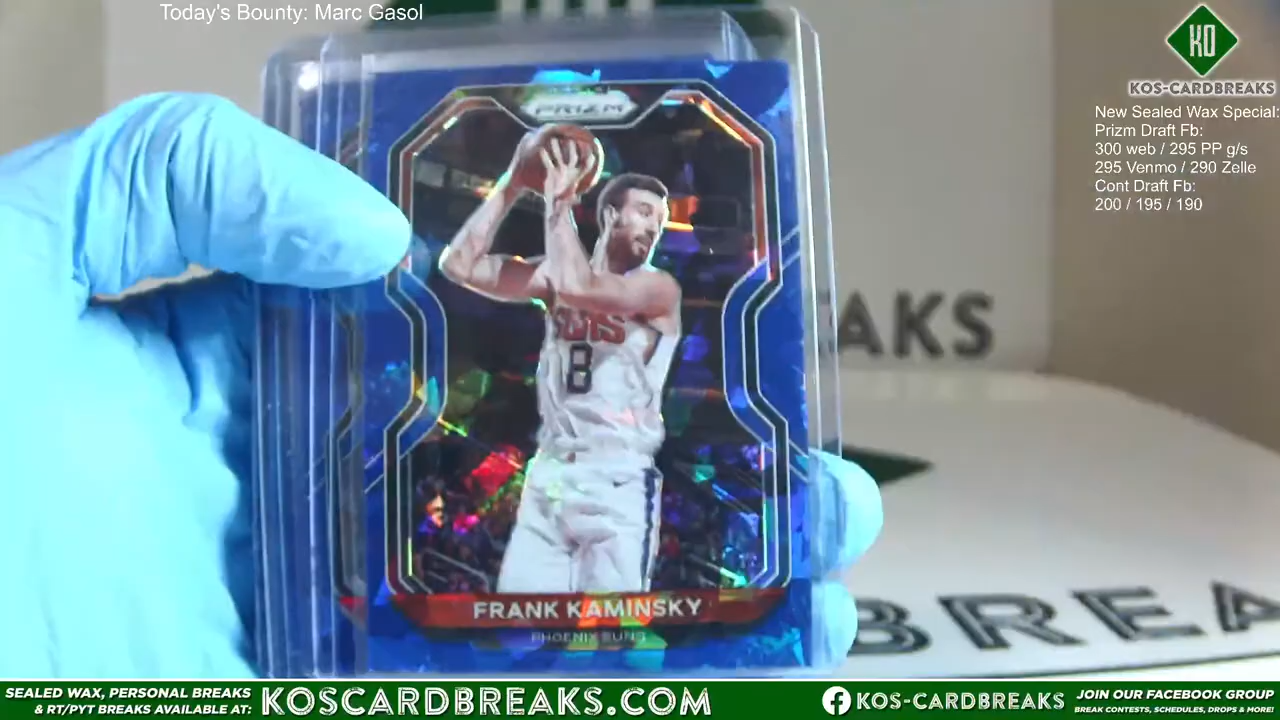 Today's Bounty: Marc Gasol
KO
KOS-CARDBREAKS
New Sealed Wax Special:
Prizm Draft Fb:
300 web / 295 PP g/s
295 Venmo / 290 Zelle
Cont Draft Fb:
200 / 195 / 190
PRIZM
SUNS
8
AKS
FRANK KAMINSKY
PHOENIX SUNS
BREA
SEALED WAX, PERSONAL BREAKS
& RT/PYT BREAKS AVAILABLE AT:
KOSCARDBREAKS.COM
KOS-CARDBREAKS
JOIN OUR FACEBOOK GROUP
BREAK CONTESTS, SCHEDULES, DROPS & MORE!